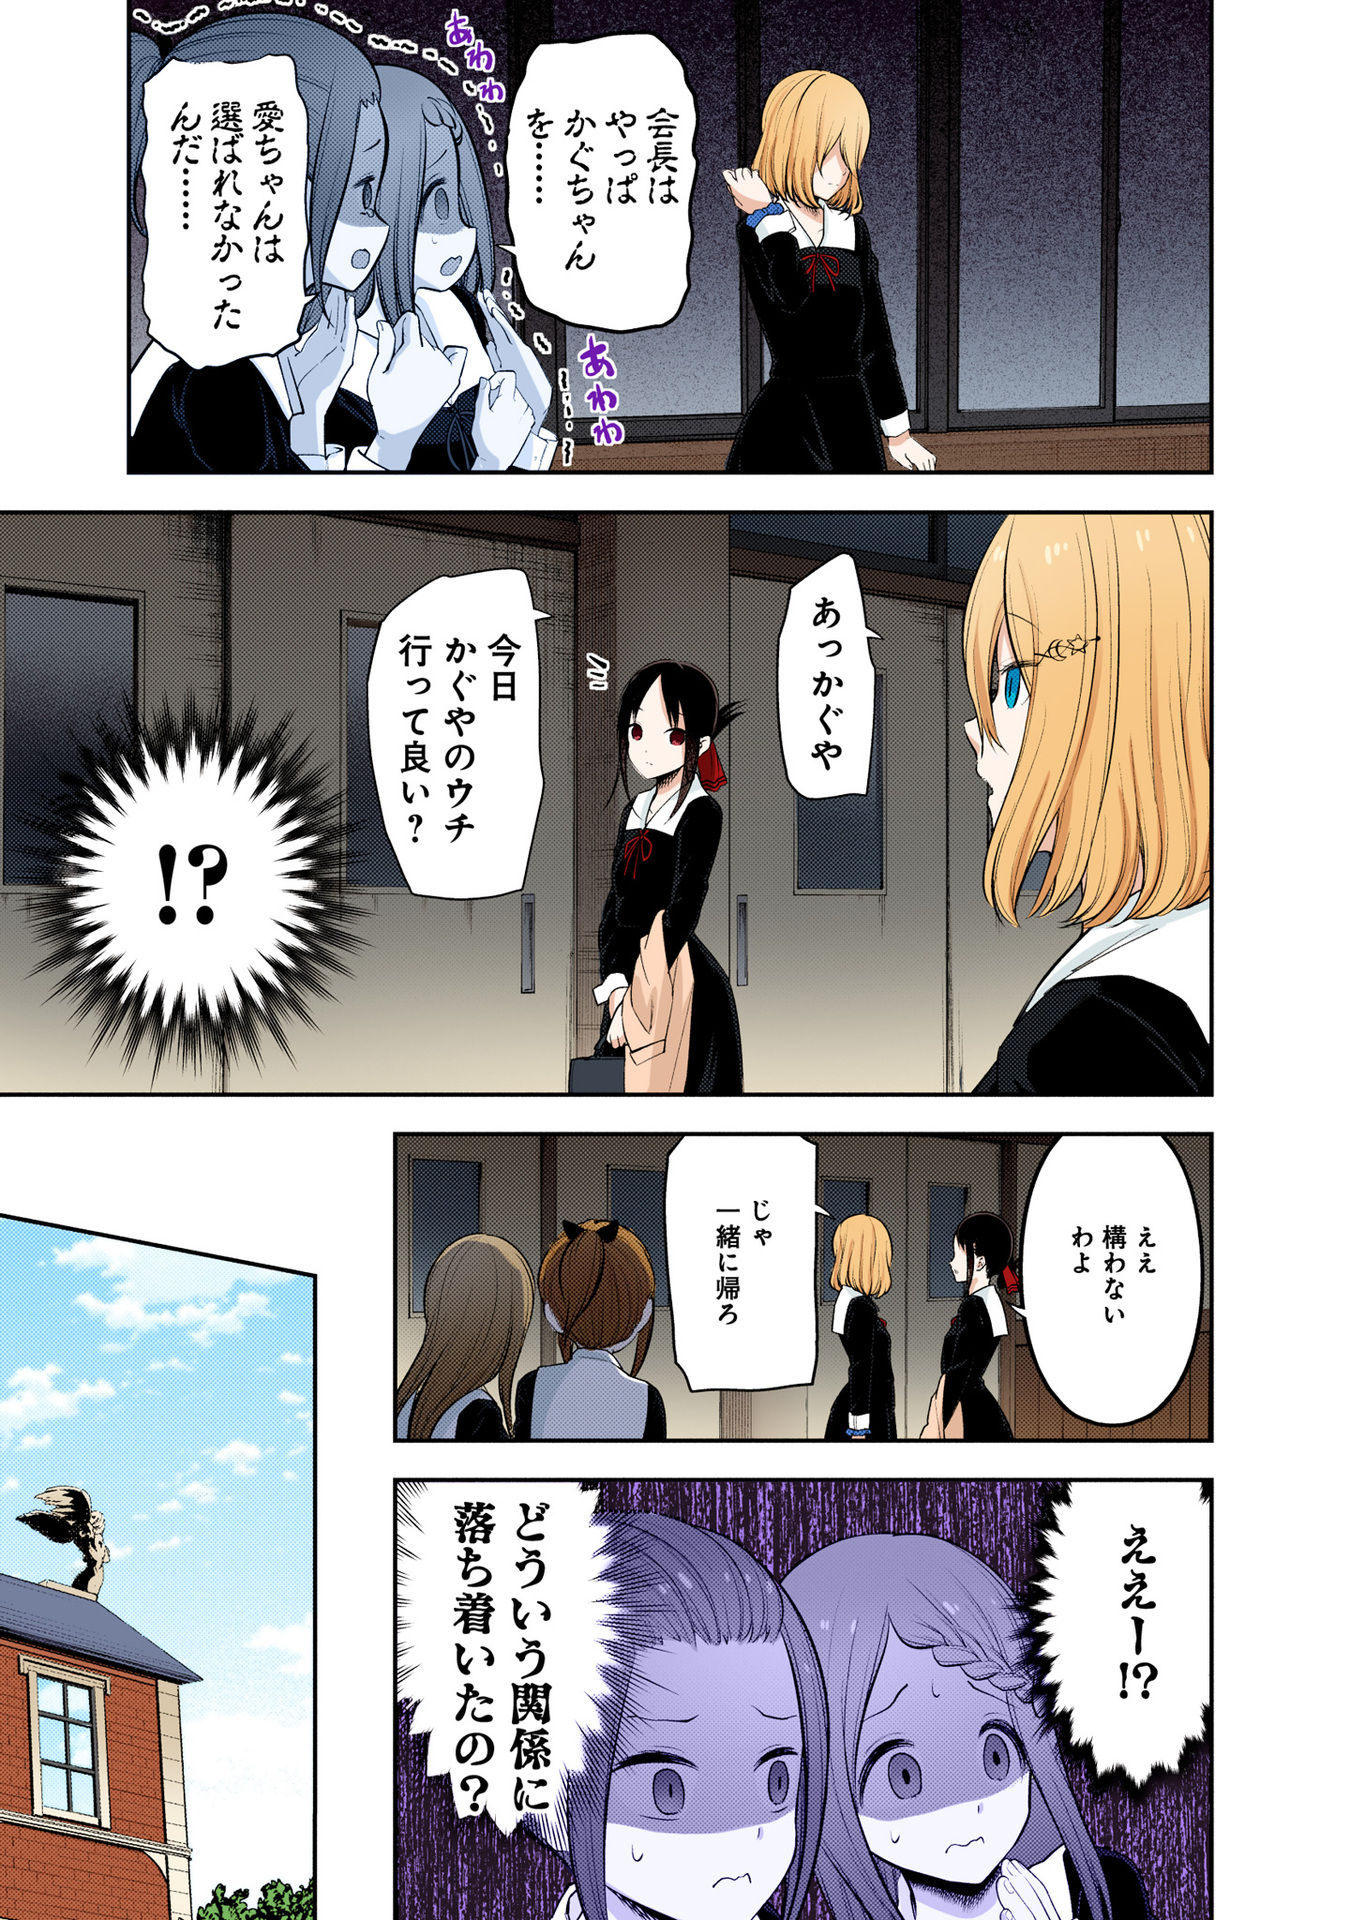 会長は
やっぱ
かぐちゃん
を……
あわわ
愛ちゃんは
選ばれなかった
んだ……
あわわわ
あっかぐや
今日
かぐやのウチ
行って良い？
!?
ええ
構わない
わよ
じゃ
一緒に帰ろ
ええー!?
どういう関係に
落ち着いたの？